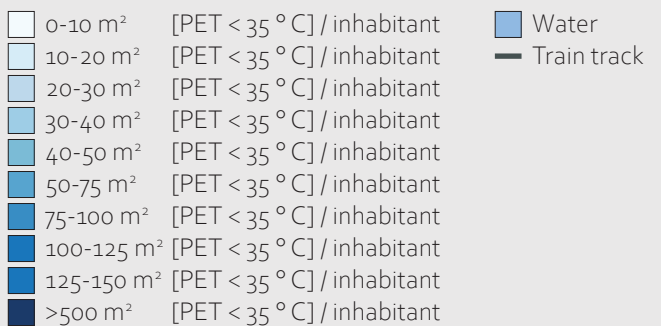 0-10 m² [PET < 35 °C] / inhabitant
10-20 m² [PET < 35 °C] / inhabitant
20-30 m² [PET < 35 °C] / inhabitant
30-40 m² [PET < 35 °C] / inhabitant
40-50 m² [PET < 35 °C] / inhabitant
50-75 m² [PET < 35 °C] / inhabitant
75-100 m² [PET < 35 °C] / inhabitant
100-125 m² [PET < 35 °C] / inhabitant
125-150 m² [PET < 35 °C] / inhabitant
>500 m² [PET < 35 °C] / inhabitant
Water
Train track